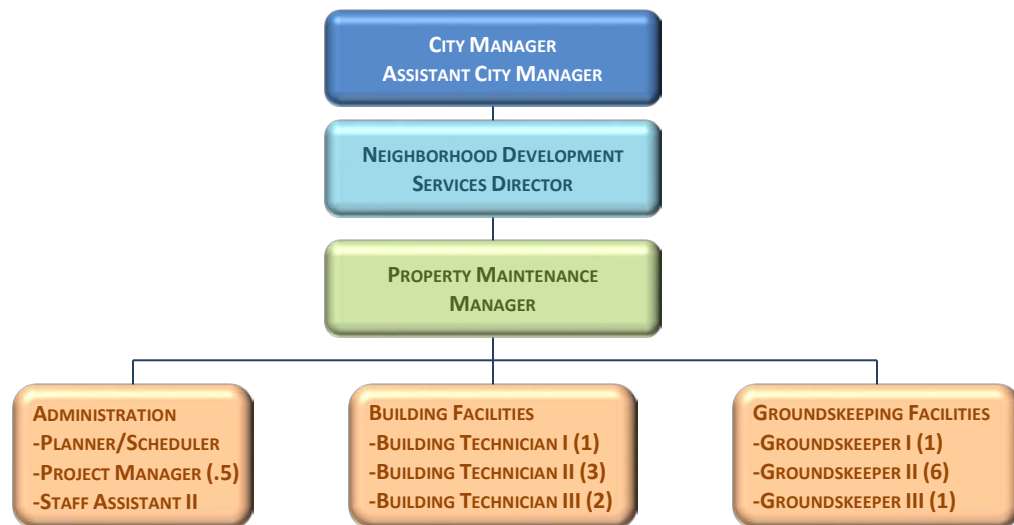 CITY MANAGER
ASSISTANT CITY MANAGER
NEIGHBORHOOD DEVELOPMENT
SERVICES DIRECTOR
PROPERTY MAINTENANCE
MANAGER
ADMINISTRATION
-PLANNER/SCHEDULER
-PROJECT MANAGER (.5)
-STAFF ASSISTANT II
BUILDING FACILITIES
-BUILDING TECHNICIAN I (1)
-BUILDING TECHNICIAN II (3)
-BUILDING TECHNICIAN III (2)
GROUNDSKEEPING FACILITIES
-GROUNDSKEEPER I (1)
-GROUNDSKEEPER II (6)
-GROUNDSKEEPER III (1)